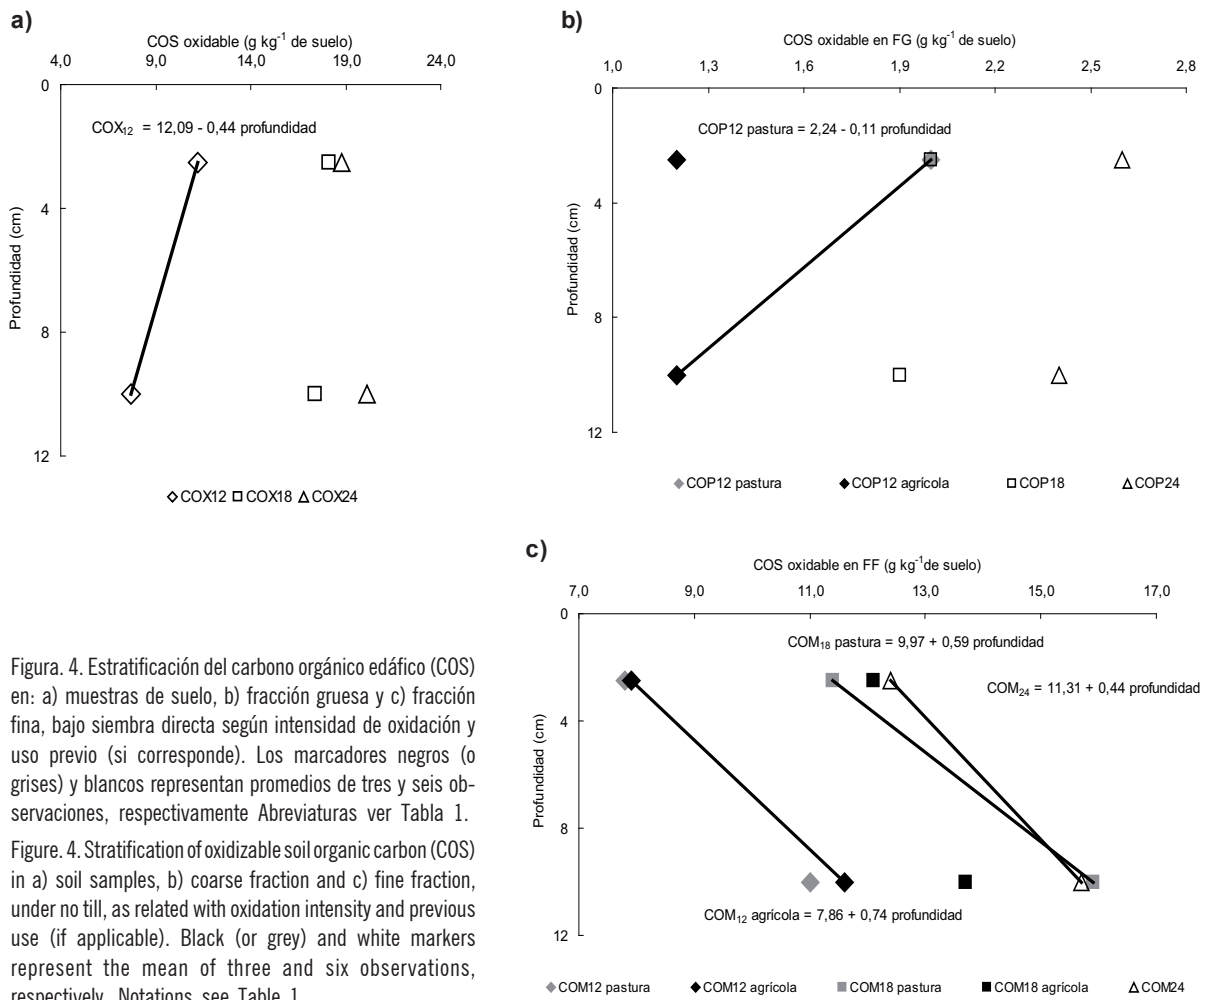 a)
COS oxidable (g kg⁻¹ de suelo)
4,0 9,0 14,0 19,0 24,0
0
COX₁₂ = 12,09 - 0,44 profundidad
4
Profundidad (cm)
8
12
COX12 COX18 COX24
b)
COS oxidable en FG (g kg⁻¹ de suelo)
1,0 1,3 1,6 1,9 2,2 2,5 2,8
0
COP12 pastura = 2,24 - 0,11 profundidad
4
Profundidad (cm)
8
12
COP12 pastura COP12 agrícola COP18 COP24
c)
COS oxidable en FF (g kg⁻¹de suelo)
7,0 9,0 11,0 13,0 15,0 17,0
0
COM₁₈ pastura = 9,97 + 0,59 profundidad
COM₂₄ = 11,31 + 0,44 profundidad
4
Profundidad (cm)
8
COM₁₂ agrícola = 7,86 + 0,74 profundidad
12
COM12 pastura COM12 agrícola COM18 pastura COM18 agrícola COM24
Figura. 4. Estratificación del carbono orgánico edáfico (COS)
en: a) muestras de suelo, b) fracción gruesa y c) fracción
fina, bajo siembra directa según intensidad de oxidación y
uso previo (si corresponde). Los marcadores negros (o
grises) y blancos representan promedios de tres y seis ob-
servaciones, respectivamente Abreviaturas ver Tabla 1.
Figure. 4. Stratification of oxidizable soil organic carbon (COS)
in a) soil samples, b) coarse fraction and c) fine fraction,
under no till, as related with oxidation intensity and previous
use (if applicable). Black (or grey) and white markers
represent the mean of three and six observations,
respectively. Notations see Table 1.